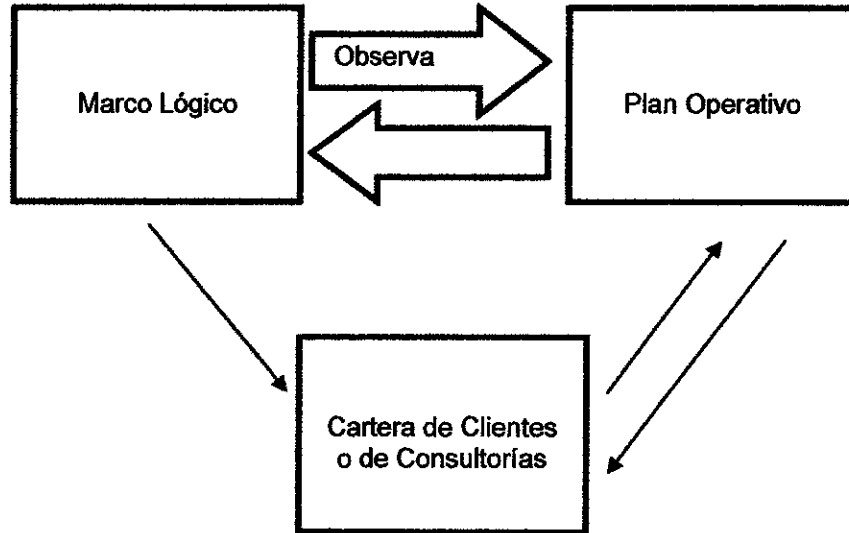 Marco Lógico
Observa
Plan Operativo
Cartera de Clientes
o de Consultorías